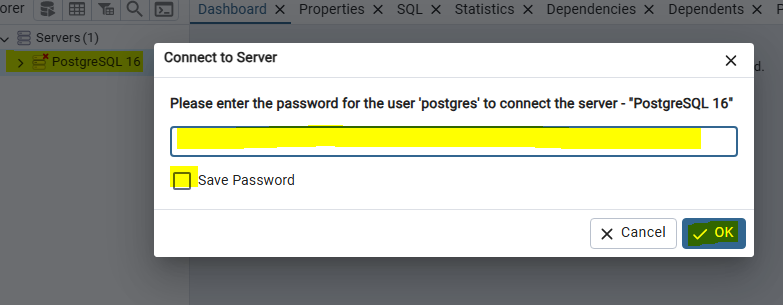 orer
Dashboard Properties SQL Statistics Dependencies Dependents P
Servers (1)
PostgreSQL 16
d.
Connect to Server
Please enter the password for the user 'postgres' to connect the server - "PostgreSQL 16"
Save Password
Cancel OK